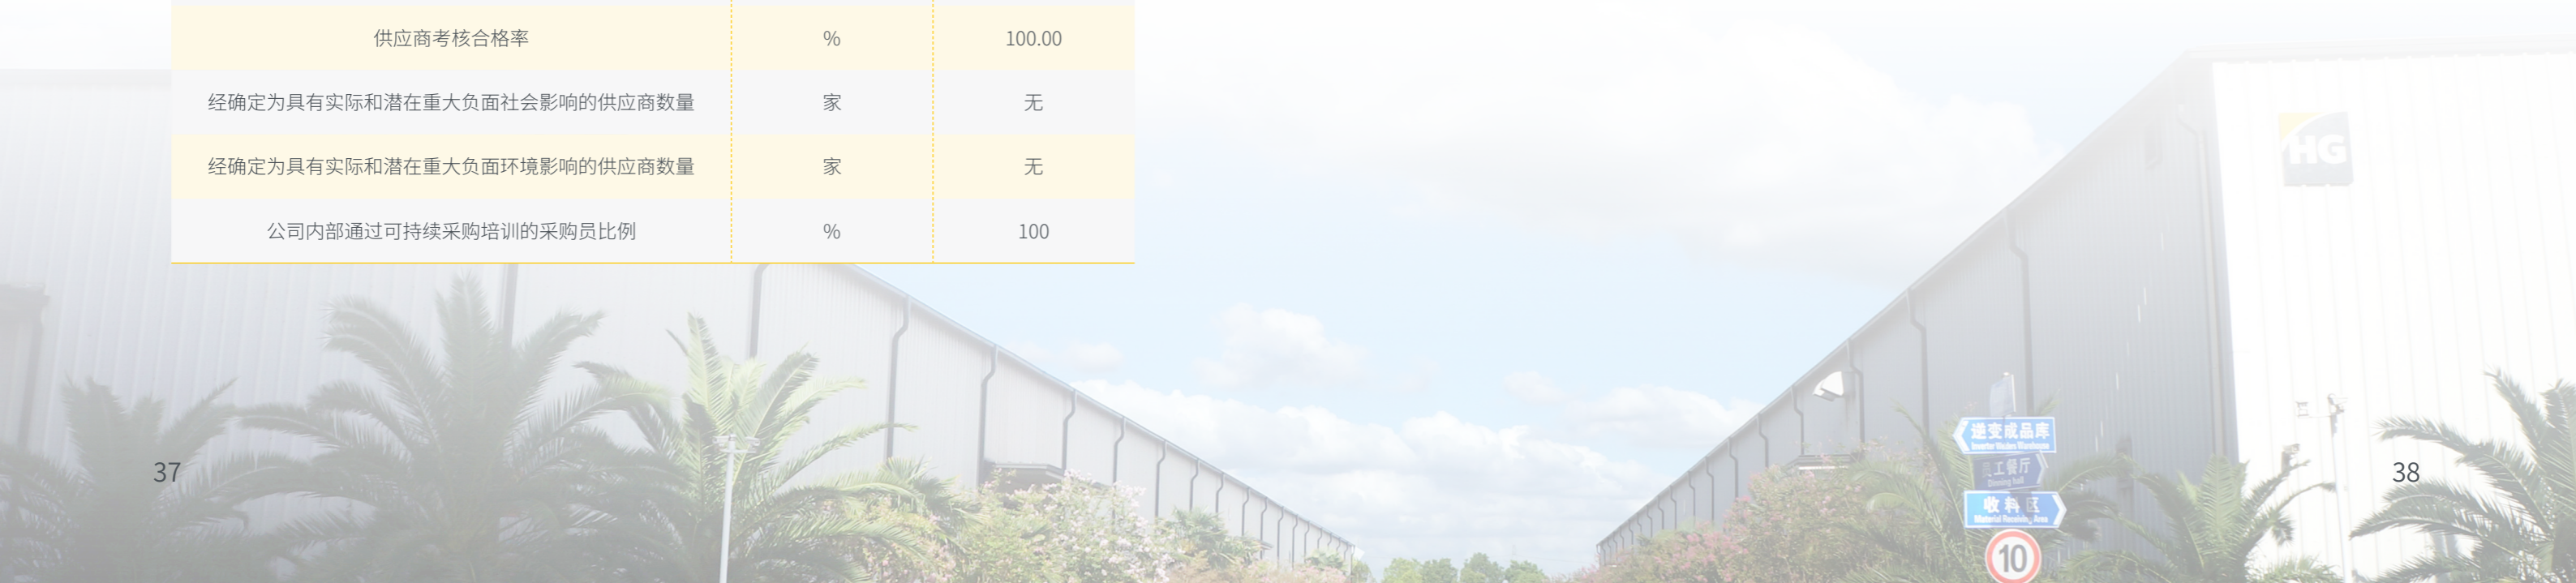 供应商考核合格率 % 100.00
经确定为具有实际和潜在重大负面社会影响的供应商数量 家 无
经确定为具有实际和潜在重大负面环境影响的供应商数量 家 无
公司内部通过可持续采购培训的采购员比例 % 100
HG
逆变成品库
员工餐厅
Dinning hall
收料区
Material Receiving Area
10
37
38